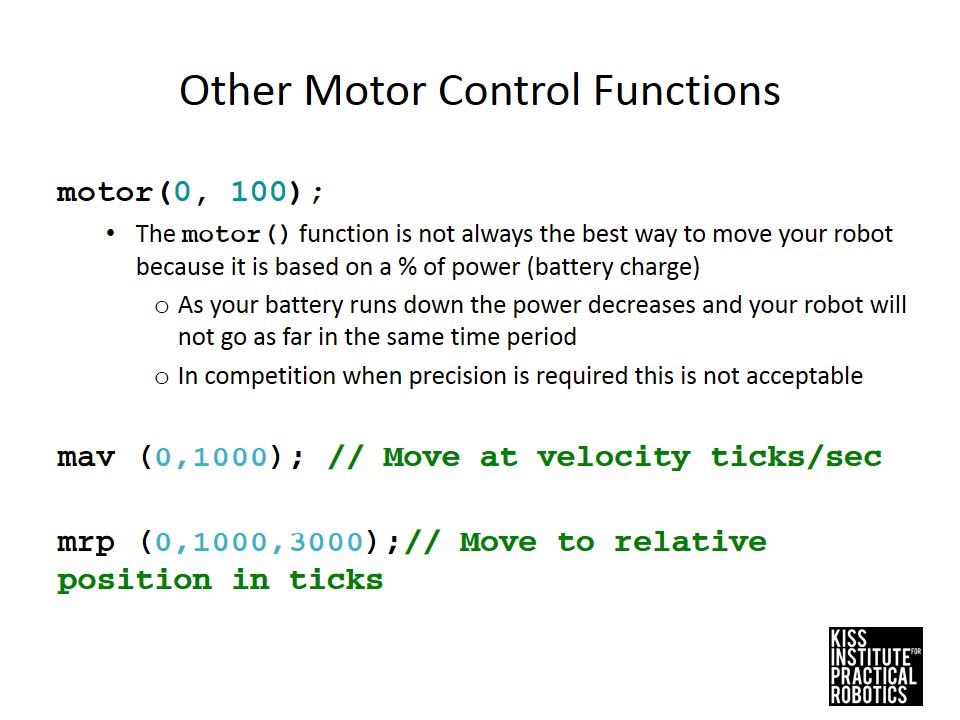 Other Motor Control Functions
motor(0, 100);
• The motor() function is not always the best way to move your robot
because it is based on a % of power (battery charge)
o As your battery runs down the power decreases and your robot will
not go as far in the same time period
o In competition when precision is required this is not acceptable
mav (0,1000); // Move at velocity ticks/sec
mrp (0,1000,3000);// Move to relative
position in ticks
KISS
INSTITUTE FOR
PRACTICAL
ROBOTICS